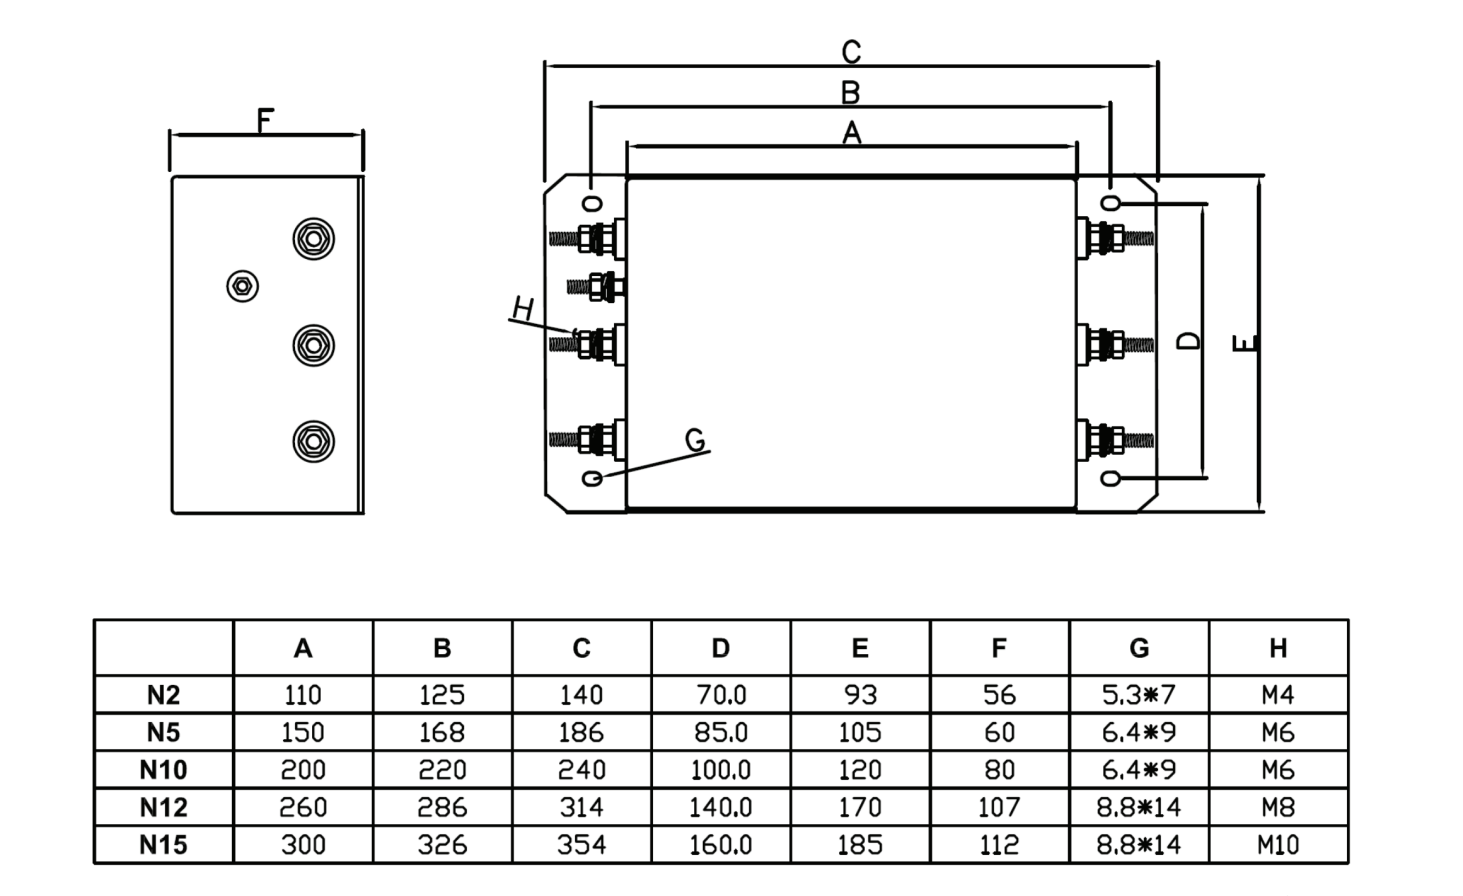 C
B
F
A
H
D
E
G
A B C D E F G H
N2 110 125 140 70.0 93 56 5.3*7 M4
N5 150 168 186 85.0 105 60 6.4*9 M6
N10 200 220 240 100.0 120 80 6.4*9 M6
N12 260 286 314 140.0 170 107 8.8*14 M8
N15 300 326 354 160.0 185 112 8.8*14 M10